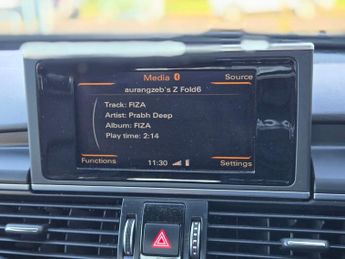 Media
Source
aurangzeb's Z Fold6
Track: FIZA
Artist: Prabh Deep
Album: FIZA
Play time: 2:14
Functions
11:30
Settings